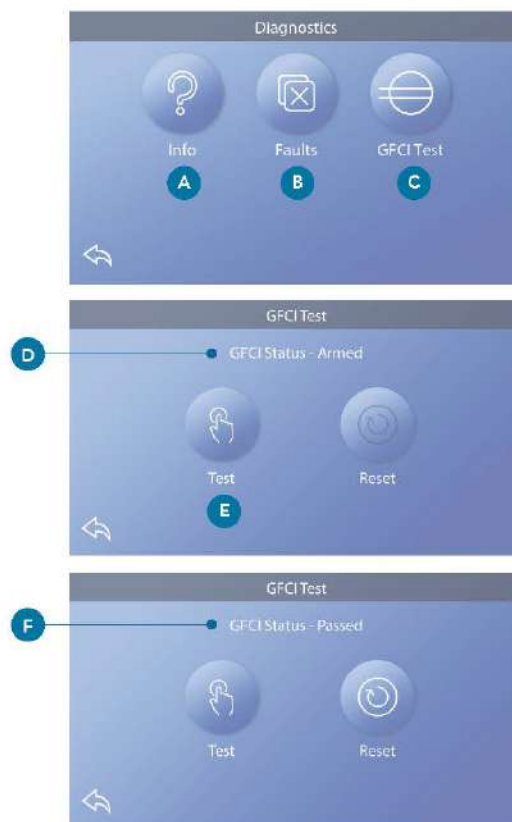 Diagnostics
Info Faults GFCI Test
A B C
GFCI Test
D GFCI Status - Armed
Test Reset
E
GFCI Test
F GFCI Status - Passed
Test Reset